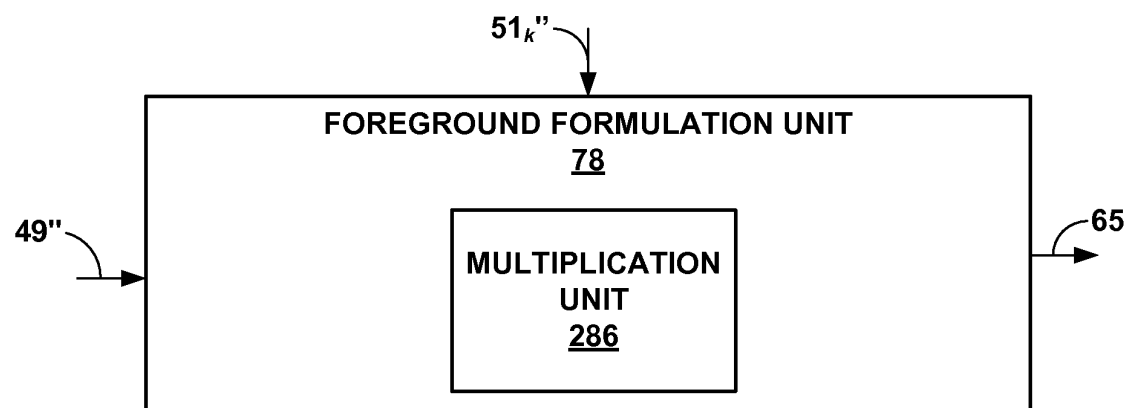 51k''
FOREGROUND FORMULATION UNIT
78
49"
65
MULTIPLICATION
UNIT
286